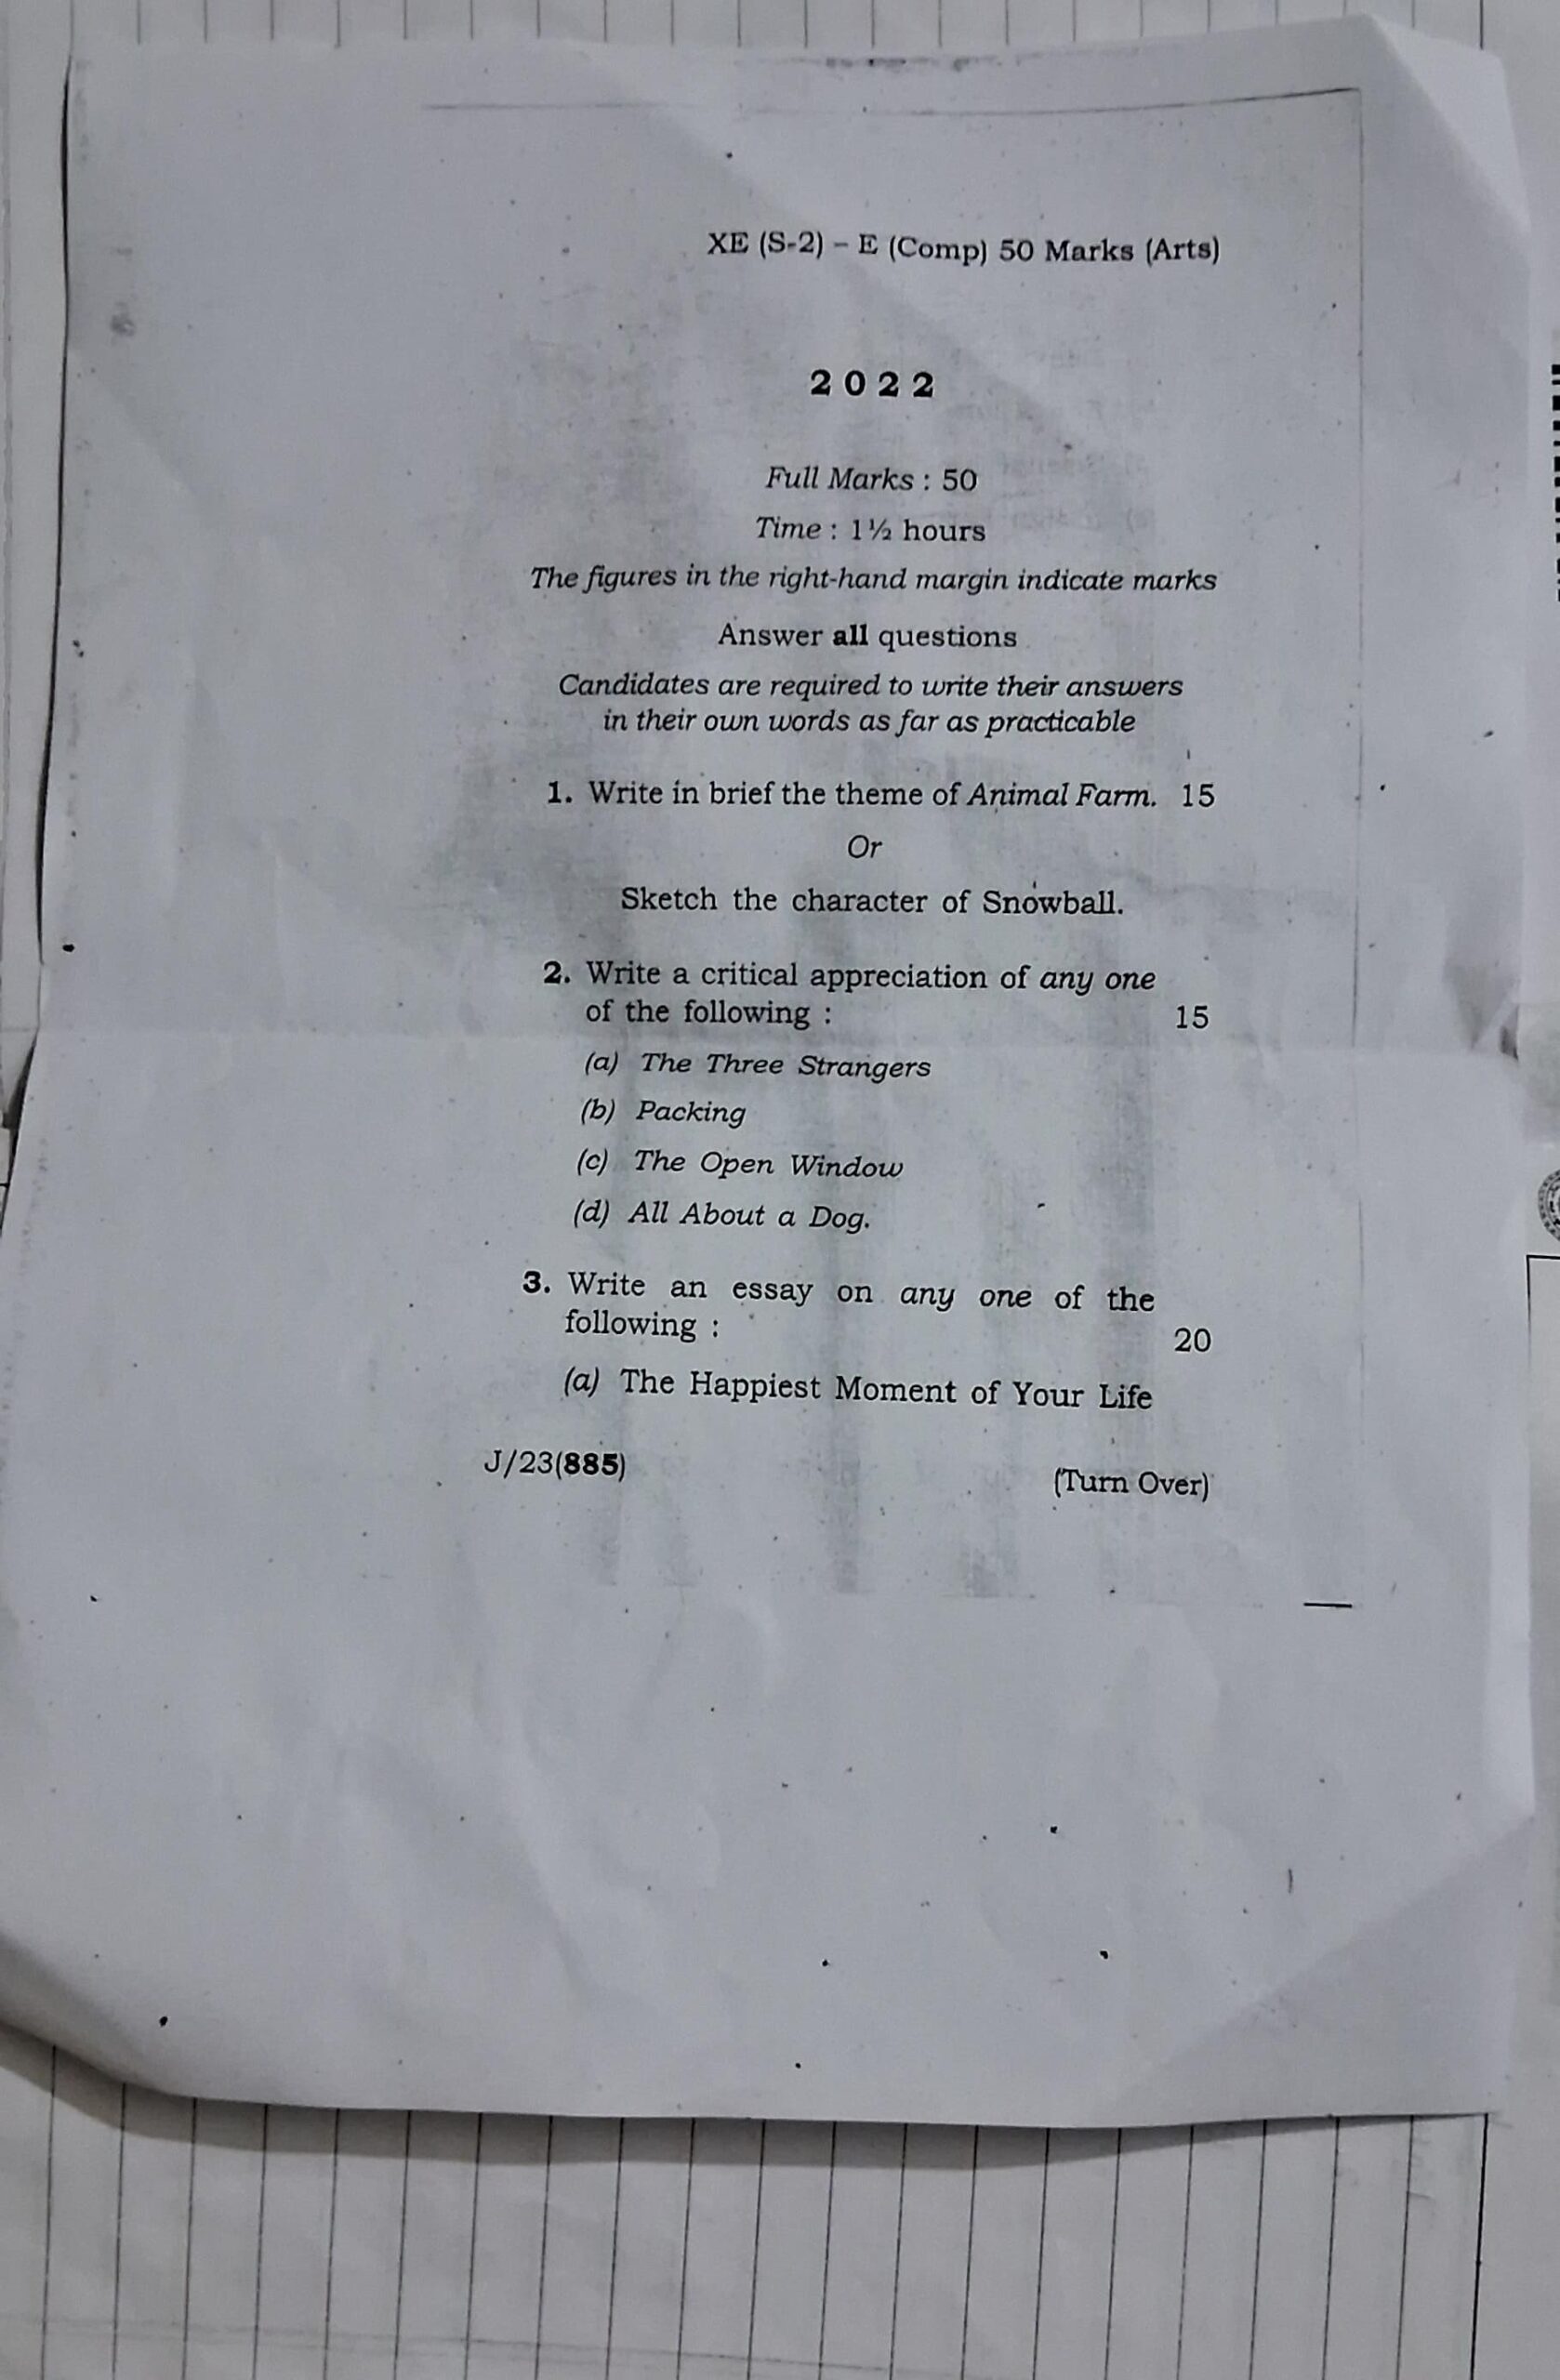 XE (S-2) – E (Comp) 50 Marks (Arts)
2022
Full Marks : 50
Time : 1½ hours
The figures in the right-hand margin indicate marks
Answer all questions
Candidates are required to write their answers
in their own words as far as practicable
1. Write in brief the theme of Animal Farm. 15
Or
Sketch the character of Snowball.
2. Write a critical appreciation of any one
of the following : 15
(a) The Three Strangers
(b) Packing
(c) The Open Window
(d) All About a Dog.
3. Write an essay on any one of the
following : 20
(a) The Happiest Moment of Your Life
J/23(885) (Turn Over)